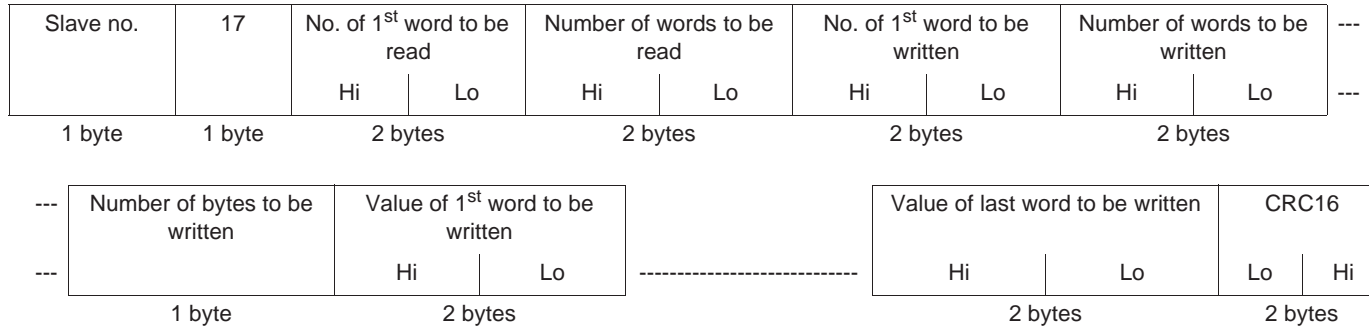 Slave no. 17 No. of 1st word to be Number of words to be No. of 1st word to be Number of words to be ---
read read written written
Hi Lo Hi Lo Hi Lo Hi Lo ---
1 byte 1 byte 2 bytes 2 bytes 2 bytes 2 bytes
--- Number of bytes to be Value of 1st word to be Value of last word to be written CRC16
written written
--- Hi Lo ----------------------------- Hi Lo Lo Hi
1 byte 2 bytes 2 bytes 2 bytes